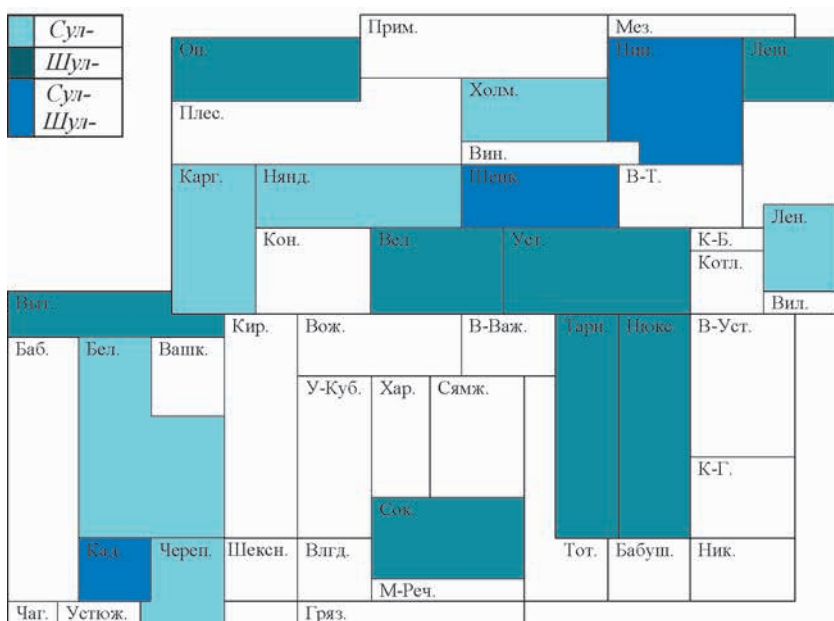 Сул-
Шул-
Сул-
Шул-
Прим.
Мез.
Он.
Пин.
Леш.
Холм.
Плес.
Вин.
Карг.
Нянд.
Шенк.
В-Т.
Лен.
Кон.
Вел.
Уст.
К-Б.
Котл.
Вил.
Выт.
Кир.
Вож.
В-Важ.
Тарн.
Нюкс.
В-Уст.
Баб.
Бел.
Вашк.
У-Куб.
Хар.
Сямж.
К-Г.
Сок.
Кад.
Череп.
Шексн.
Влгд.
Тот.
Бабуш.
Ник.
М-Реч.
Чаг.
Устюж.
Гряз.